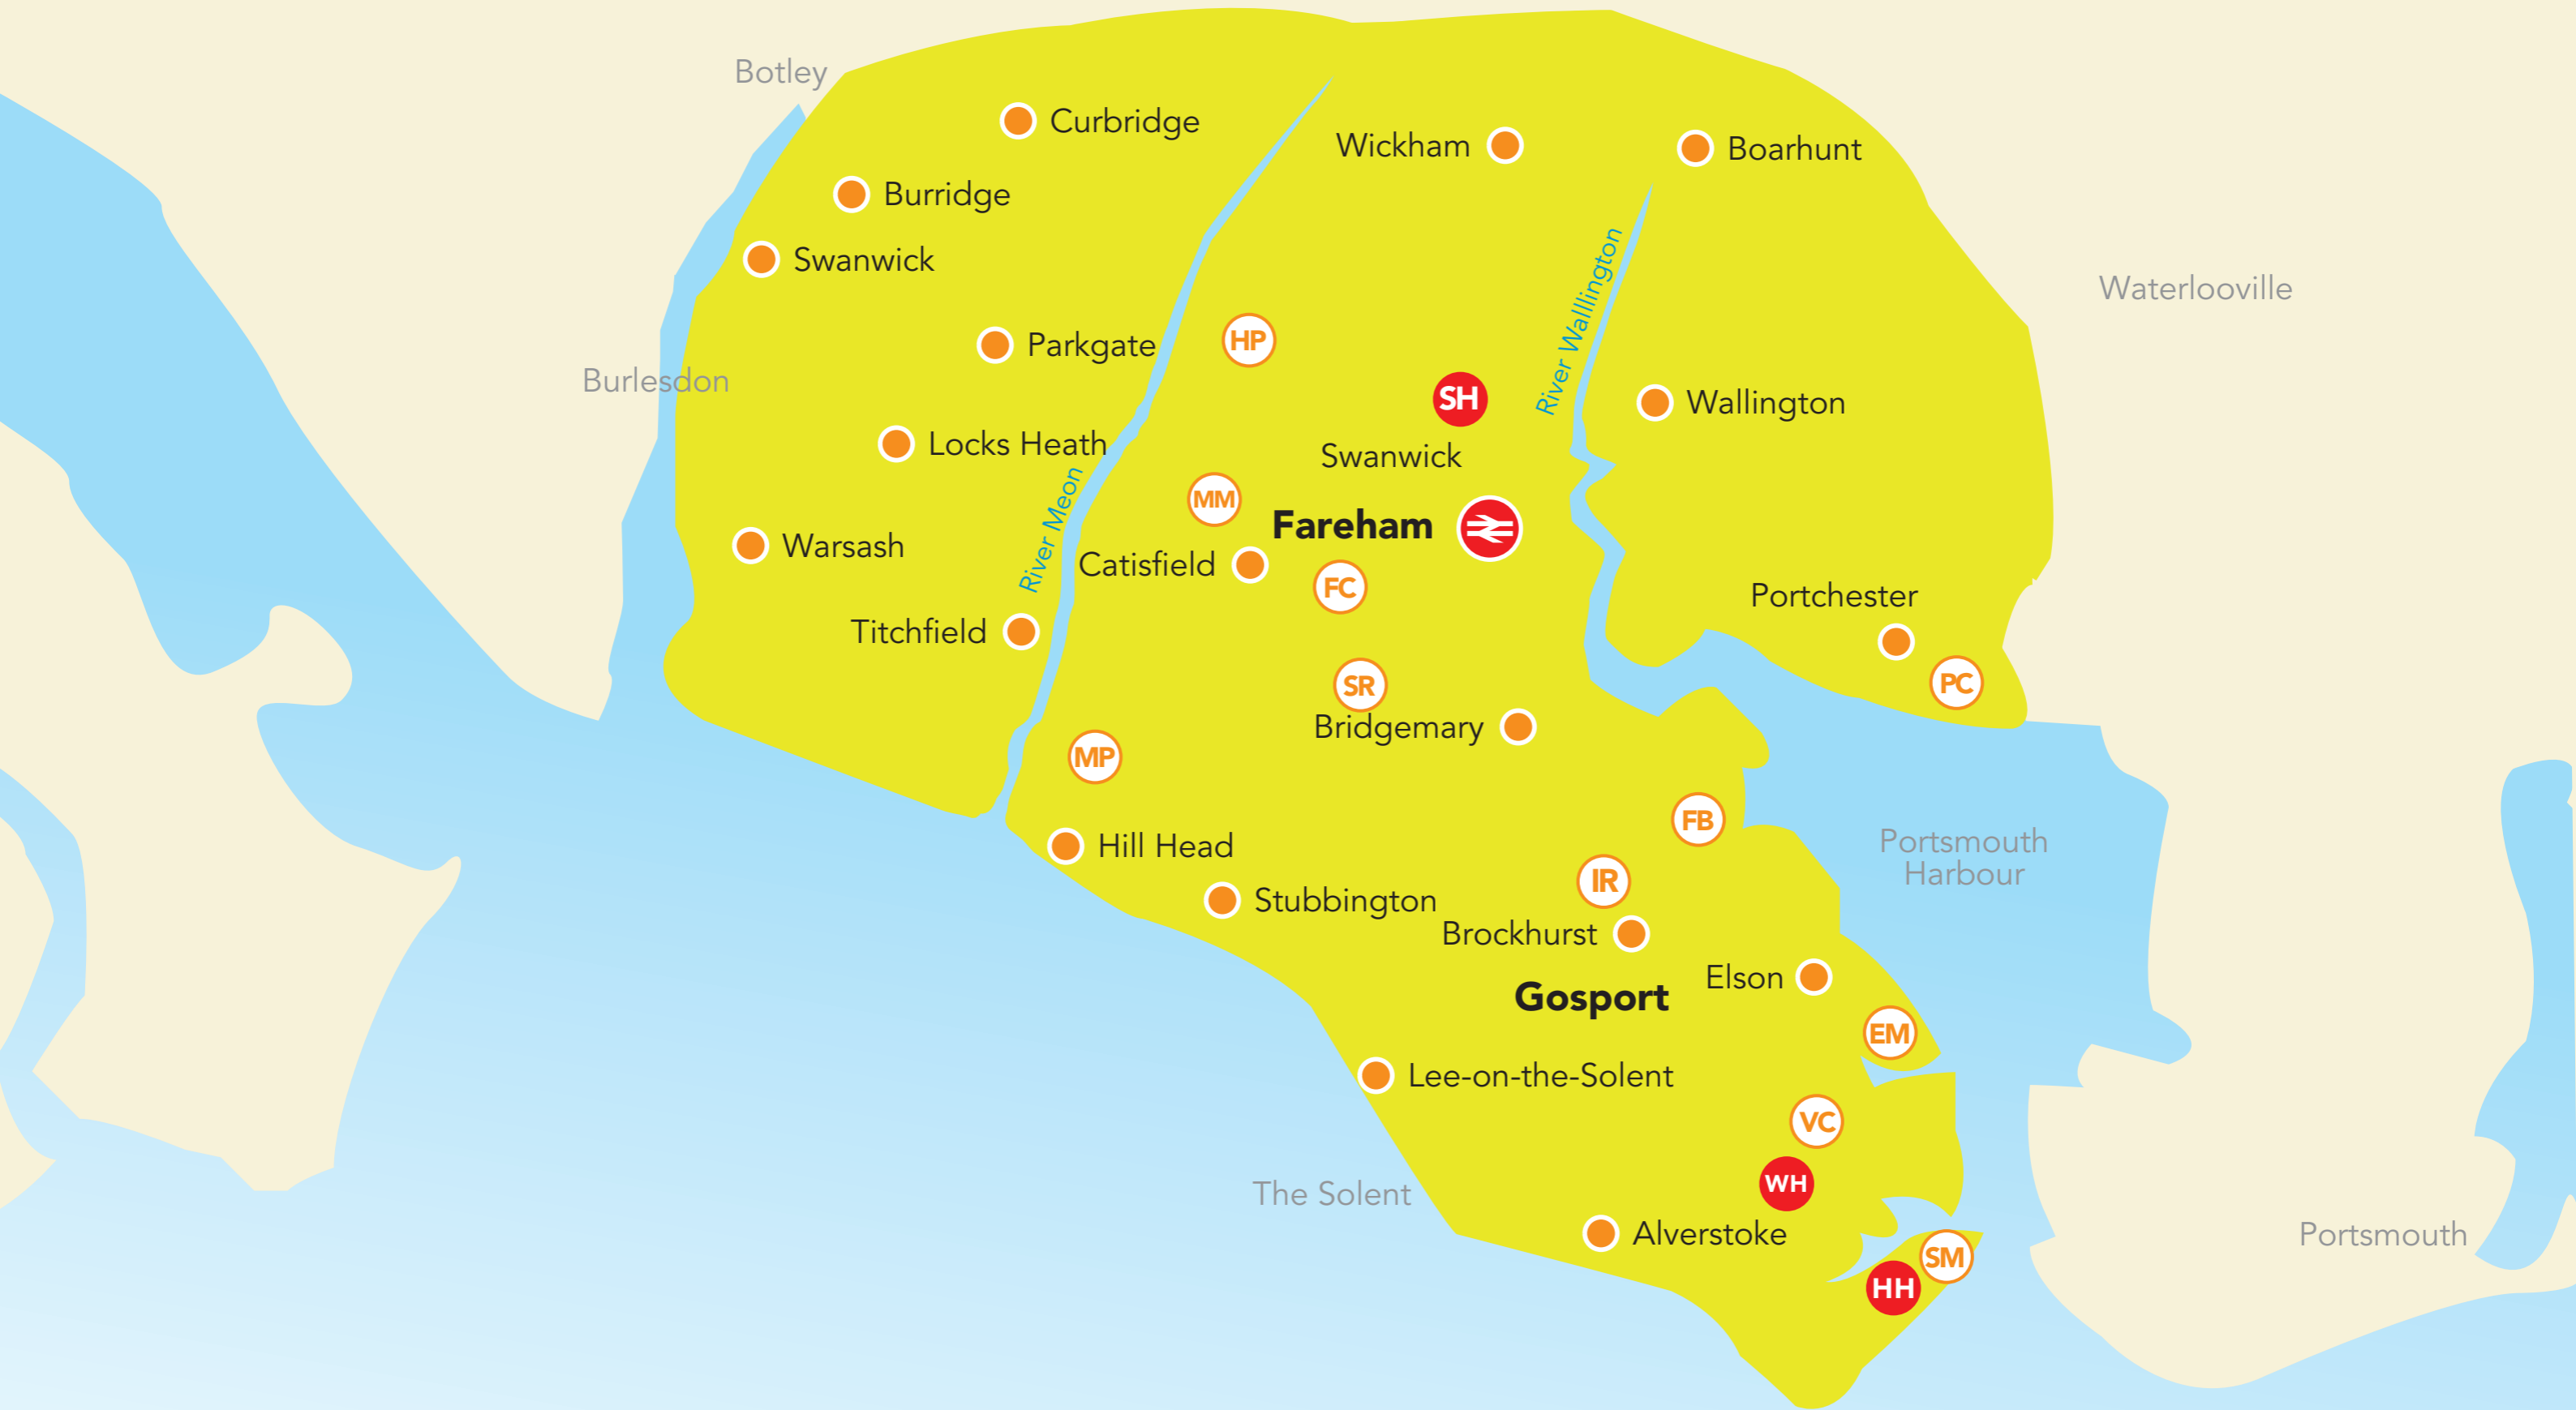 Botley
Curbridge
Wickham
Boarhunt
Burridge
Swanwick
Waterlooville
River Walllington
HP
Parkgate
Burlesdon
SH
Wallington
Locks Heath
Swanwick
MM
Fareham
River Meon
Warsash
Catisfield
FC
Portchester
Titchfield
SR
PC
Bridgemary
MP
FB
Hill Head
Portsmouth
Harbour
IR
Stubbington
Brockhurst
Elson
Gosport
EM
Lee-on-the-Solent
VC
WH
The Solent
Alverstoke
Portsmouth
SM
HH